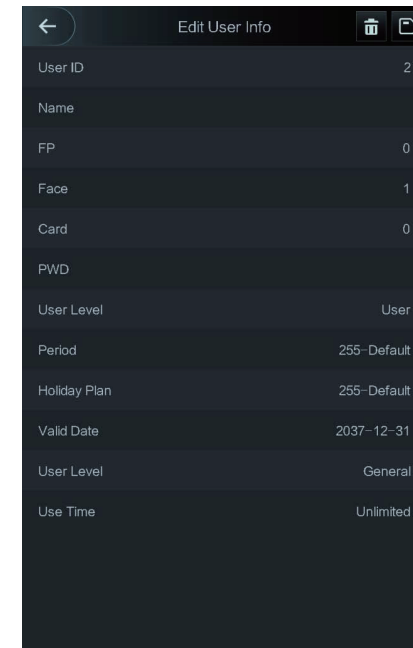 Edit User Info
User ID 2
Name
FP 0
Face 1
Card 0
PWD
User Level User
Period 255-Default
Holiday Plan 255-Default
Valid Date 2037-12-31
User Level General
Use Time Unlimited